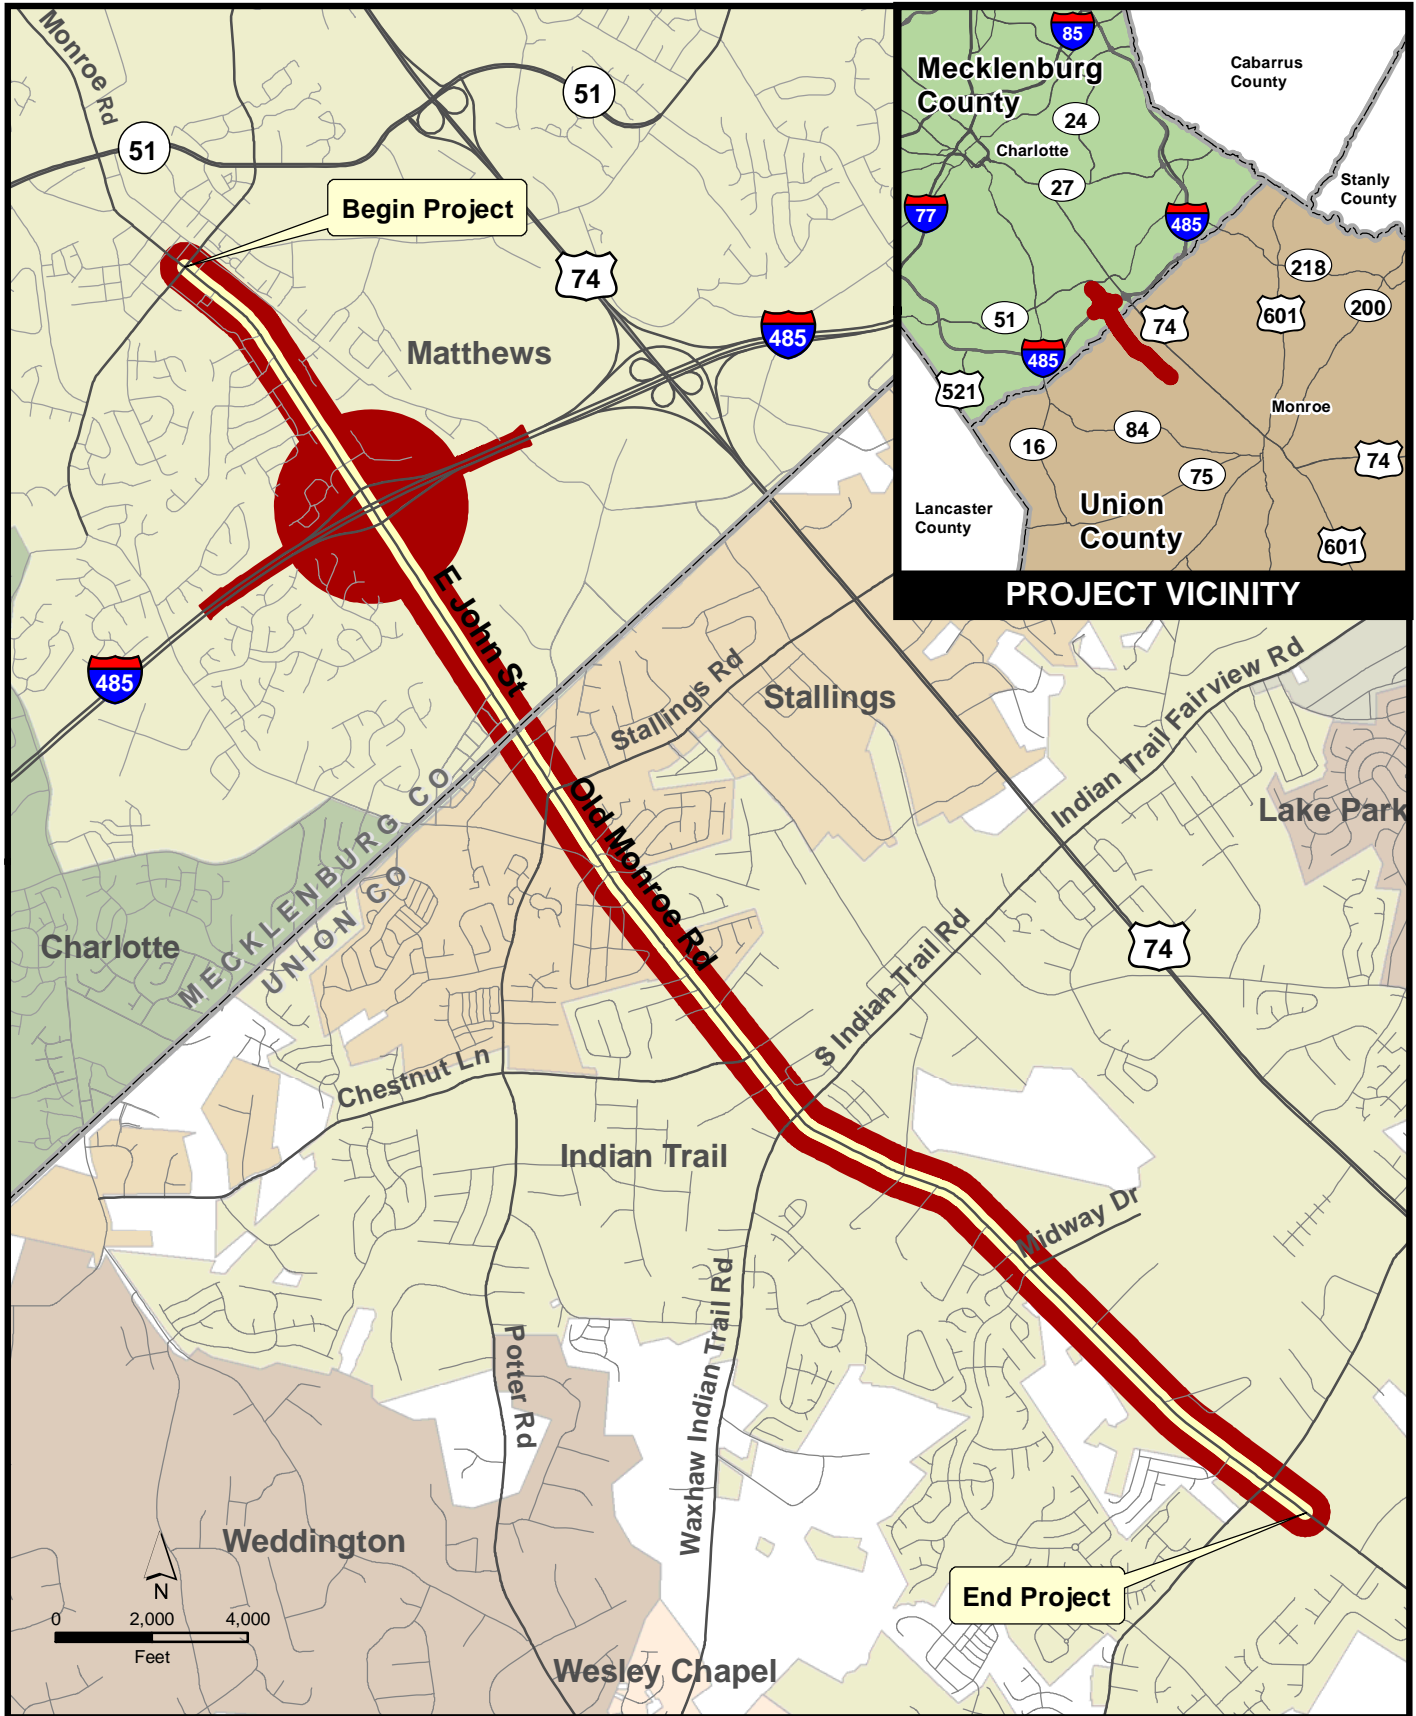 Monroe Rd
51
51
Begin Project
74
485
Matthews
E John St
485
Stallings Rd
Stallings
Indian Trail Fairview Rd
Lake Park
Old Monroe Rd
MECKLENBURG CO
UNION CO
Charlotte
74
S Indian Trail Rd
Chestnut Ln
Indian Trail
Midway Dr
Waxhaw Indian Trail Rd
Potter Rd
Weddington
End Project
Wesley Chapel
N
0 2,000 4,000
Feet
85
Mecklenburg
County
Cabarrus
County
24
Charlotte
27
Stanly
County
77
485
218
200
601
51
74
485
521
Monroe
84
16
75
74
Lancaster
County
Union
County
601
PROJECT VICINITY